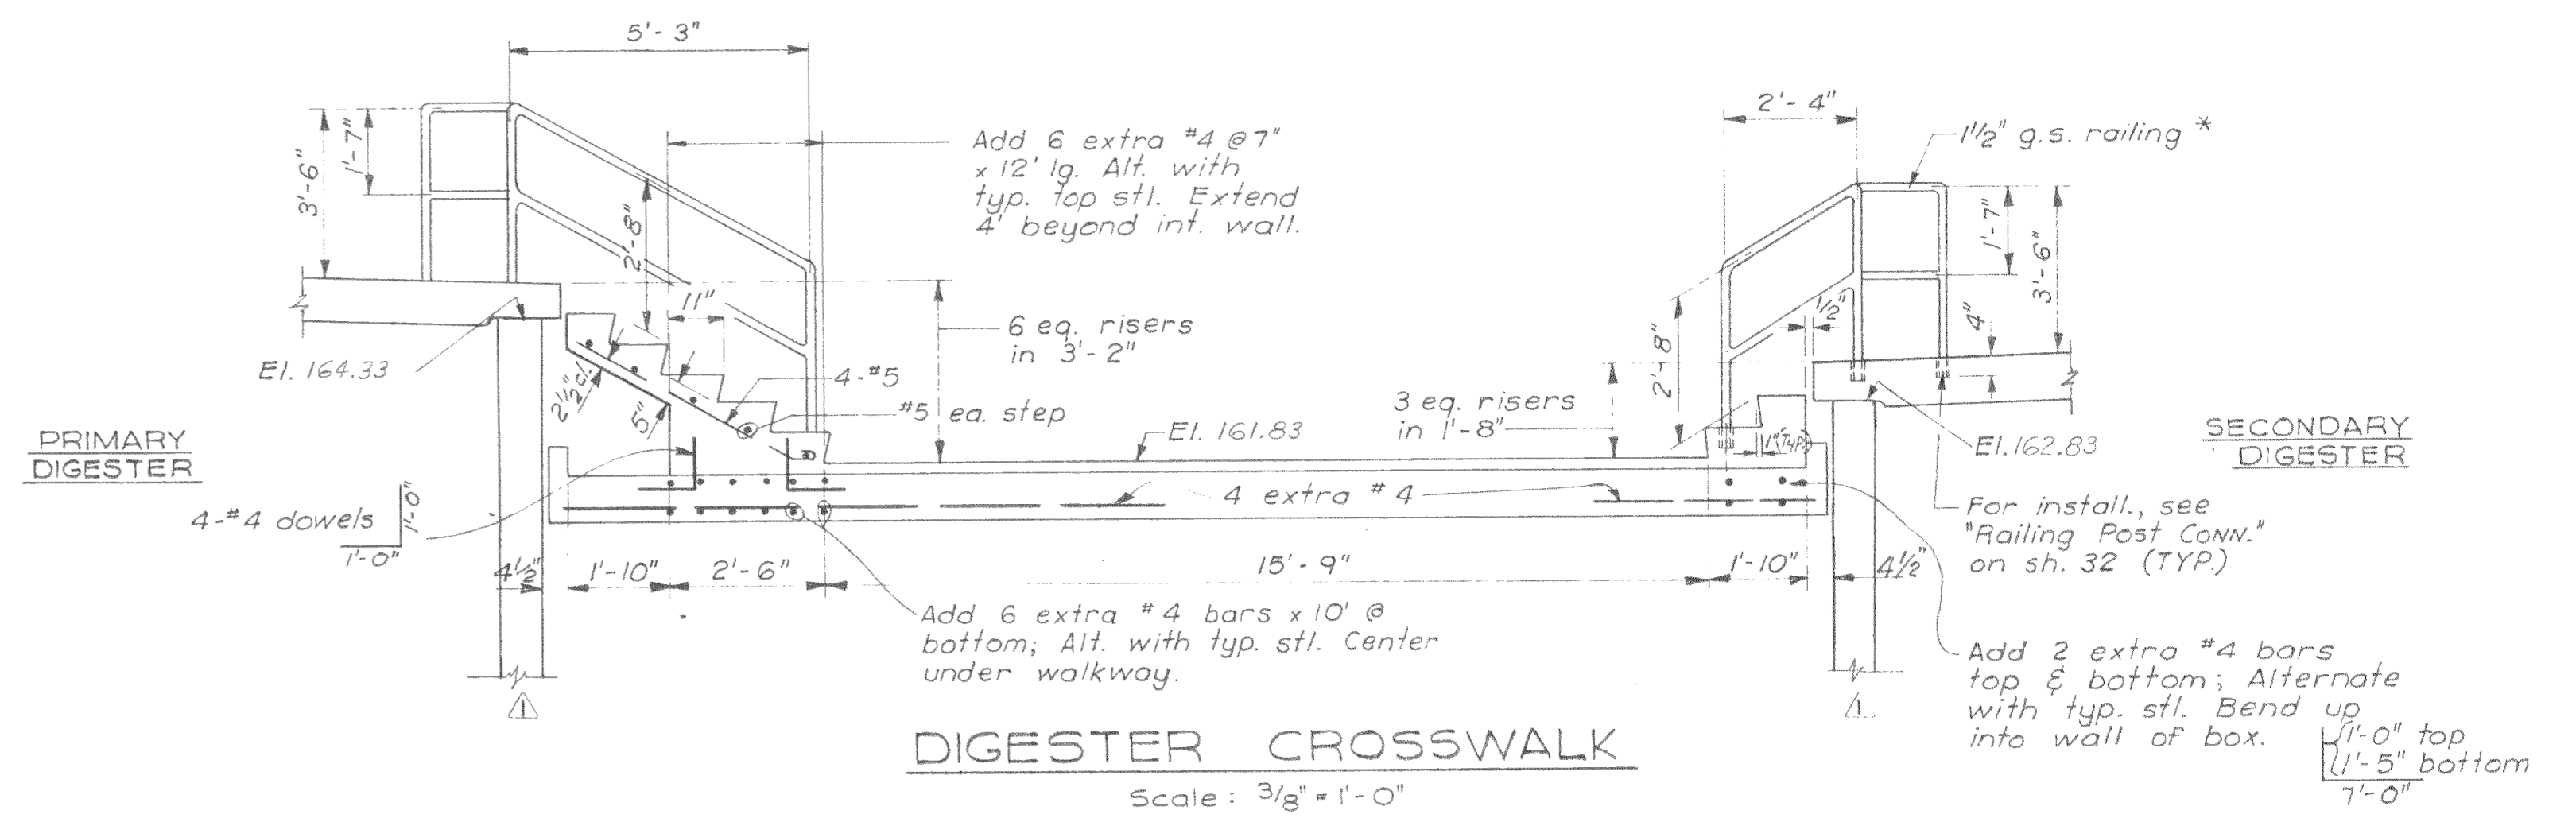 5'- 3"
3'-6"
1'-7"
2'-8"
11"
Add 6 extra #4 @ 7"
x 12' lg. Alt. with
typ. top stl. Extend
4' beyond int. wall.
2'- 4"
1½" g.s. railing *
1'-7"
3'-6"
4"
½"
2'-8"
6 eq. risers
in 3'-2"
El. 164.33
2½" cl.
5"
4-#5
#5 ea. step
3 eq. risers
in 1'-8"
1" (Typ.)
El. 161.83
El. 162.83
PRIMARY
DIGESTER
SECONDARY
DIGESTER
4-#4 dowels
1'-0"
1'-0"
4 extra #4
For install., see
"Railing Post CONN."
on sh. 32 (TYP.)
4½"
1'-10"
2'-6"
15'-9"
1'-10"
4½"
Add 6 extra #4 bars x 10' @
bottom; Alt. with typ. stl. Center
under walkway.
Add 2 extra #4 bars
top & bottom; Alternate
with typ. stl. Bend up
into wall of box.
1'-0" top
1'-5" bottom
7'-0"
1
1
DIGESTER CROSSWALK
Scale: 3/8" = 1'-0"